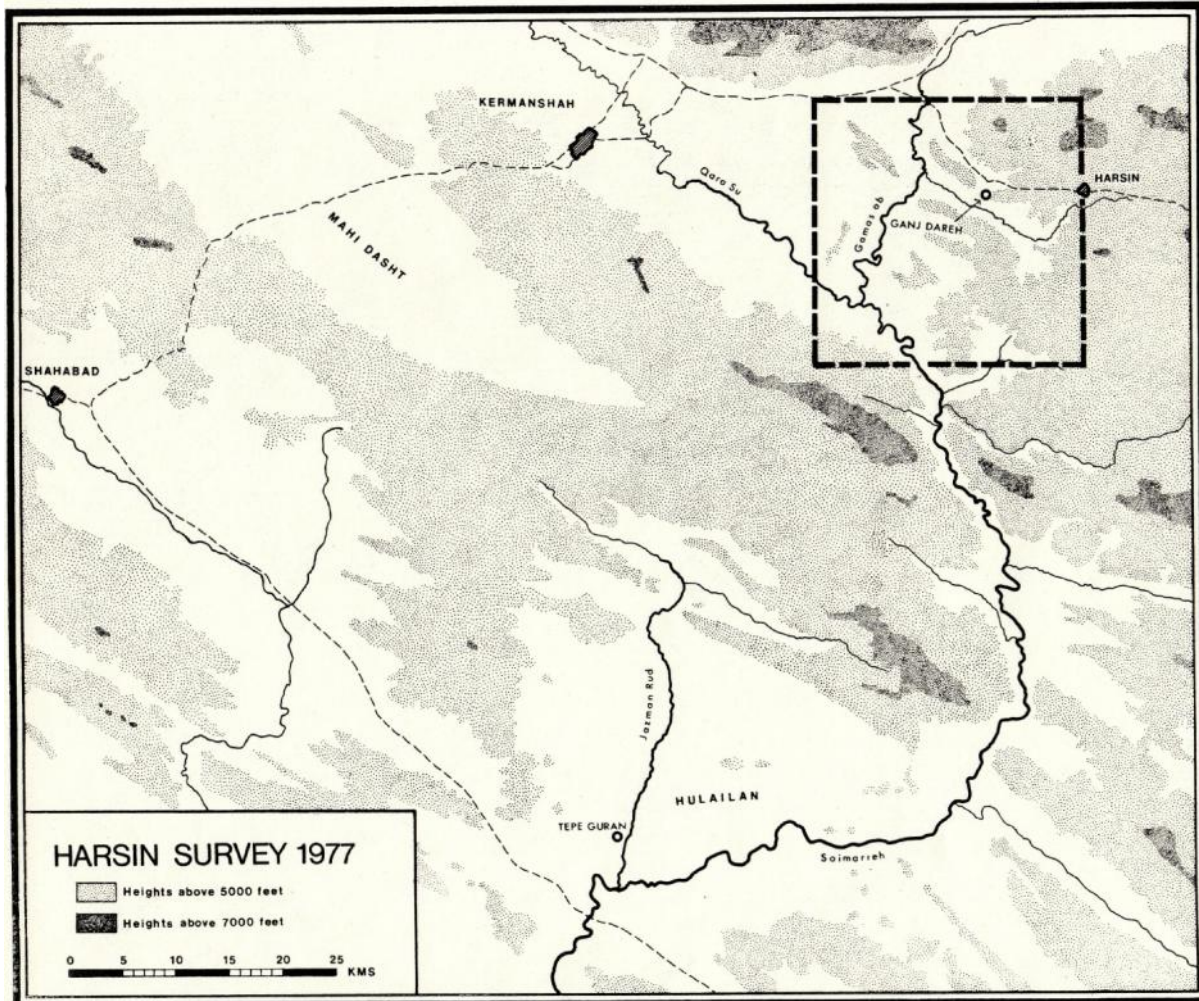 KERMANSHAH
Qara Su
HARSIN
Gamas ab
GANJ DAREH
MAHI DASHT
SHAHABAD
Jazman Rud
HULAILAN
TEPE GURAN
Saimarreh
HARSIN SURVEY 1977
Heights above 5000 feet
Heights above 7000 feet
0 5 10 15 20 25 KMS